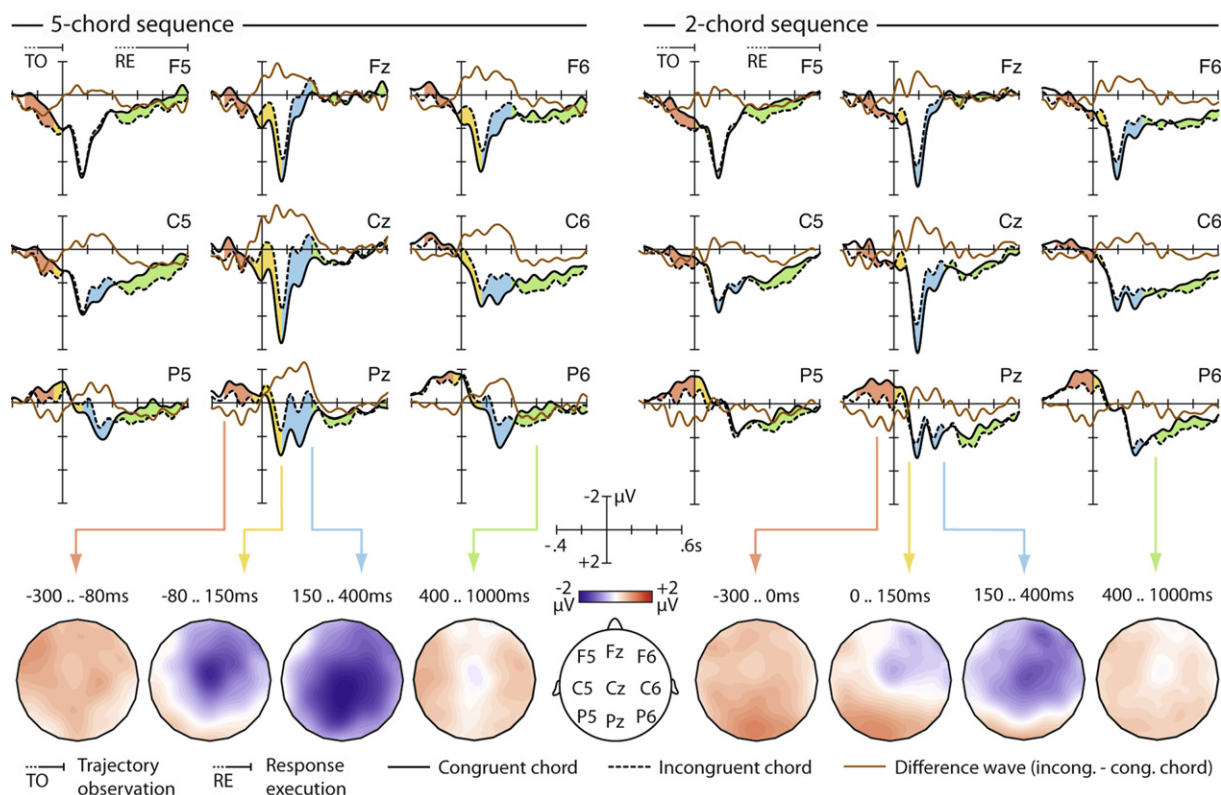 5-chord sequence 2-chord sequence
TO RE F5 Fz F6 TO RE F5 Fz F6
C5 Cz C6 C5 Cz C6
P5 Pz P6 P5 Pz P6
-2 μV
-.4 .6s
+2
-300 .. -80ms -80 .. 150ms 150 .. 400ms 400 .. 1000ms -2 μV +2 μV -300 .. 0ms 0 .. 150ms 150 .. 400ms 400 .. 1000ms
F5 Fz F6
C5 Cz C6
P5 Pz P6
TO Trajectory observation RE Response execution Congruent chord Incongruent chord Difference wave (incong. - cong. chord)